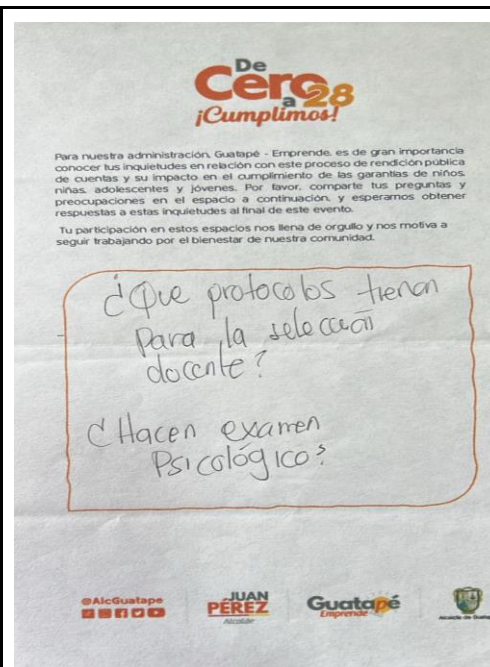 De
Cero
a 28
¡Cumplimos!
Para nuestra administración, Guatapé - Emprende, es de gran importancia
conocer tus inquietudes en relación con este proceso de rendición pública
de cuentas y su impacto en el cumplimiento de las garantías de niños,
niñas, adolescentes y jóvenes. Por favor, comparte tus preguntas y
preocupaciones en el espacio a continuación, y esperamos obtener
respuestas a estas inquietudes al final de este evento.
Tu participación en estos espacios nos llena de orgullo y nos motiva a
seguir trabajando por el bienestar de nuestra comunidad.
¿Que protocolos tienen
para la selección
docente?
¿Hacen examen
Psicológico?
@AlcGuatape
JUAN
PÉREZ
Alcalde
Guatapé
Emprende
Alcaldía de Guatapé